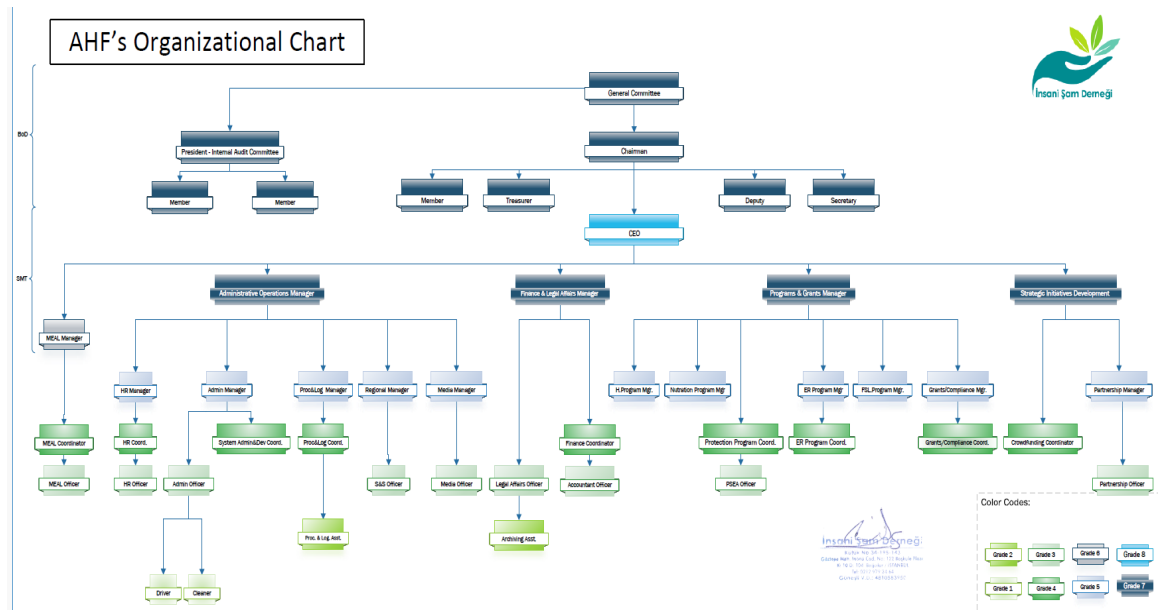 AHF's Organizational Chart
İnsani Şam Derneği
General Committee
BoD
President - Internal Audit Committee
Chairman
Member
Member
Member
Treasurer
Deputy
Secretary
CEO
SMT
Administrative Operations Manager
Finance & Legal Affairs Manager
Programs & Grants Manager
Strategic Initiatives Development
MEAL Manager
HR Manager
Admin Manager
Proc&Log Manager
Regional Manager
Media Manager
H.Program Mgr.
Nutration Program Mgr.
ER Program Mgr.
FSL Program Mgr.
Grants/Compliance Mgr.
Partnership Manager
MEAL Coordinator
HR Coord.
System Admin&Dev Coord.
Proc&Log Coord.
Finance Coordinator
Protection Program Coord.
ER Program Coord.
Grants/Compliance Coord.
Crowdfunding Coordinator
MEAL Officer
HR Officer
Admin Officer
S&S Officer
Media Officer
Legal Affairs Officer
Accountant Officer
PSEA Officer
Partnership Officer
Proc. & Log. Asst.
Archiving Asst.
Driver
Cleaner
İnsani Şam Derneği
Color Codes:
Grade 2
Grade 3
Grade 6
Grade 8
Grade 1
Grade 4
Grade 5
Grade 7